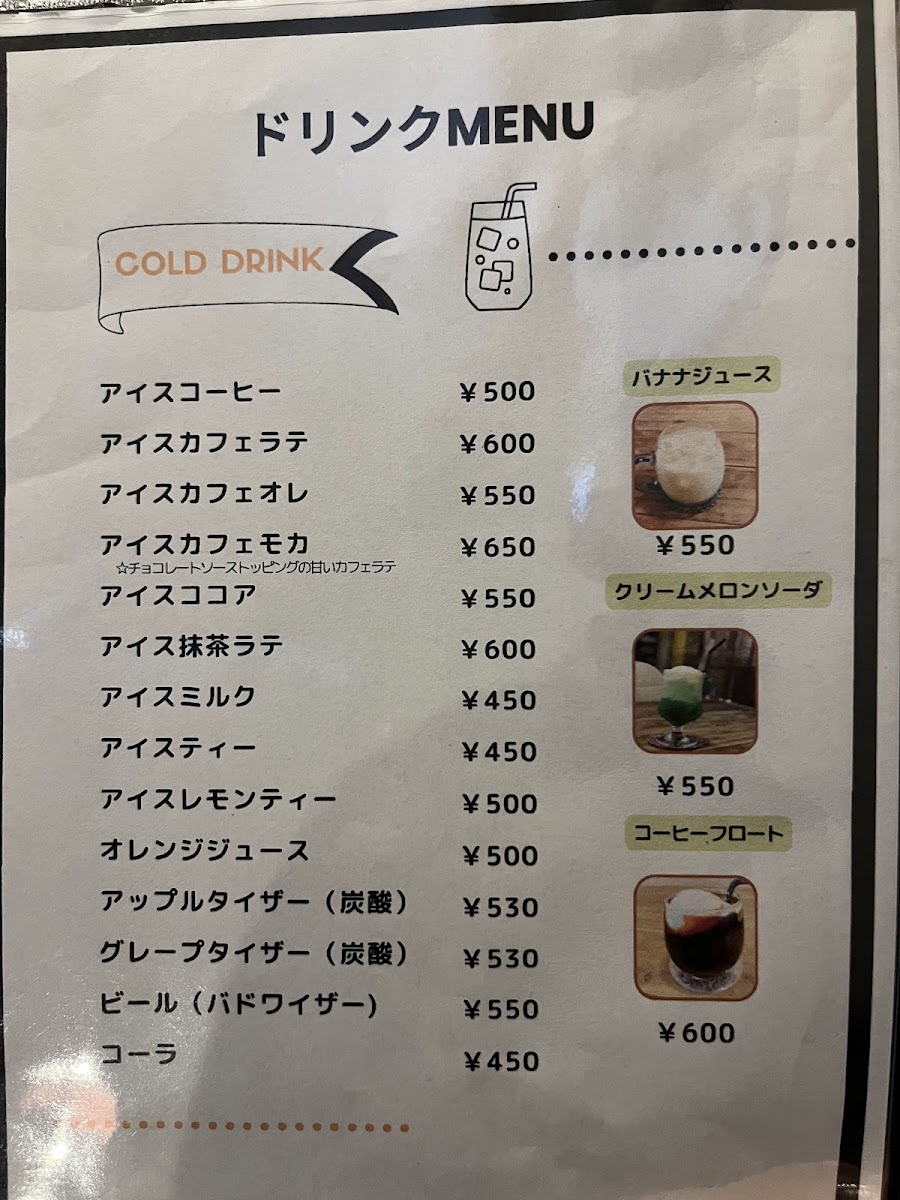 ドリンクMENU
COLD DRINK
アイスコーヒー ¥500
アイスカフェラテ ¥600
アイスカフェオレ ¥550
アイスカフェモカ ¥650
☆チョコレートソーストッピングの甘いカフェラテ
アイスココア ¥550
アイス抹茶ラテ ¥600
アイスミルク ¥450
アイスティー ¥450
アイスレモンティー ¥500
オレンジジュース ¥500
アップルタイザー（炭酸） ¥530
グレープタイザー（炭酸） ¥530
ビール（バドワイザー） ¥550
コーラ ¥450
バナナジュース
¥550
クリームメロンソーダ
¥550
コーヒーフロート
¥600